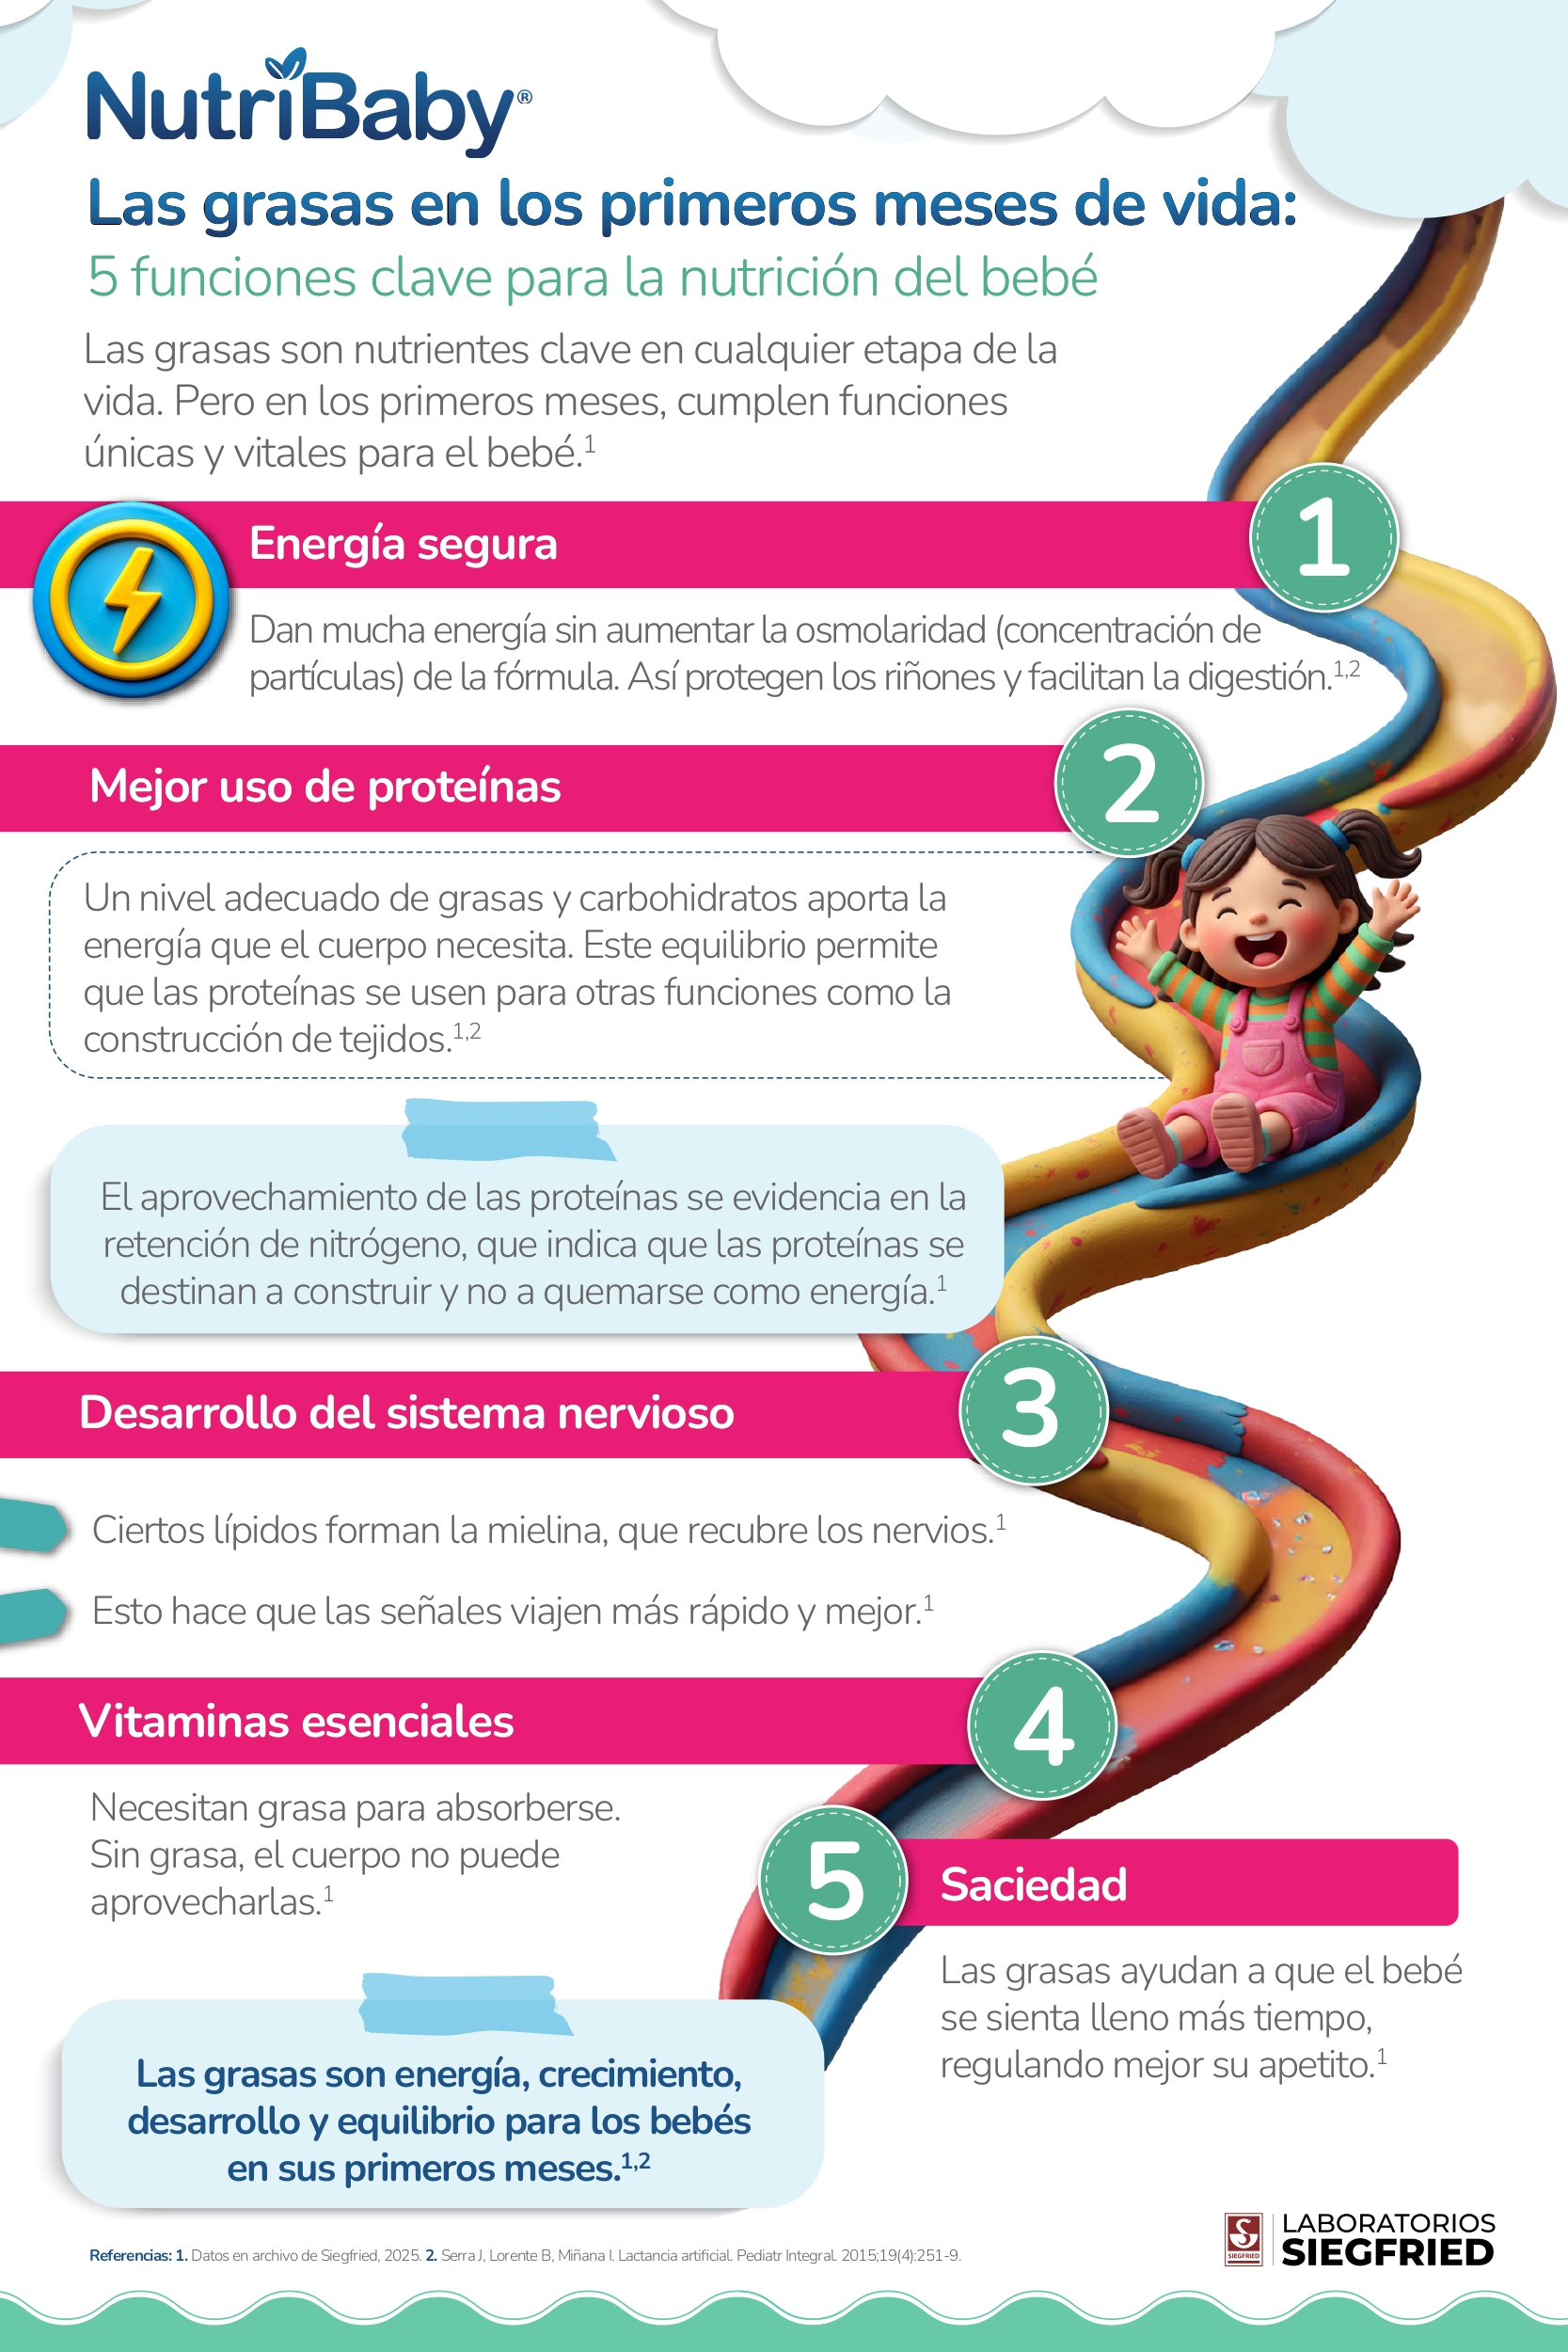 NutriBaby®
Las grasas en los primeros meses de vida:
5 funciones clave para la nutrición del bebé
Las grasas son nutrientes clave en cualquier etapa de la
vida. Pero en los primeros meses, cumplen funciones
únicas y vitales para el bebé.1
Energía segura
1
Dan mucha energía sin aumentar la osmolaridad (concentración de
partículas) de la fórmula. Así protegen los riñones y facilitan la digestión.1,2
Mejor uso de proteínas
2
Un nivel adecuado de grasas y carbohidratos aporta la
energía que el cuerpo necesita. Este equilibrio permite
que las proteínas se usen para otras funciones como la
construcción de tejidos.1,2
El aprovechamiento de las proteínas se evidencia en la
retención de nitrógeno, que indica que las proteínas se
destinan a construir y no a quemarse como energía.1
Desarrollo del sistema nervioso
3
Ciertos lípidos forman la mielina, que recubre los nervios.1
Esto hace que las señales viajen más rápido y mejor.1
Vitaminas esenciales
4
Necesitan grasa para absorberse.
Sin grasa, el cuerpo no puede
aprovecharlas.1
5
Saciedad
Las grasas ayudan a que el bebé
se sienta lleno más tiempo,
regulando mejor su apetito.1
Las grasas son energía, crecimiento,
desarrollo y equilibrio para los bebés
en sus primeros meses.1,2
Referencias: 1. Datos en archivo de Siegfried, 2025. 2. Serra J, Lorente B, Miñana I. Lactancia artificial. Pediatr Integral. 2015;19(4):251-9.
S
SIEGFRIED
LABORATORIOS
SIEGFRIED